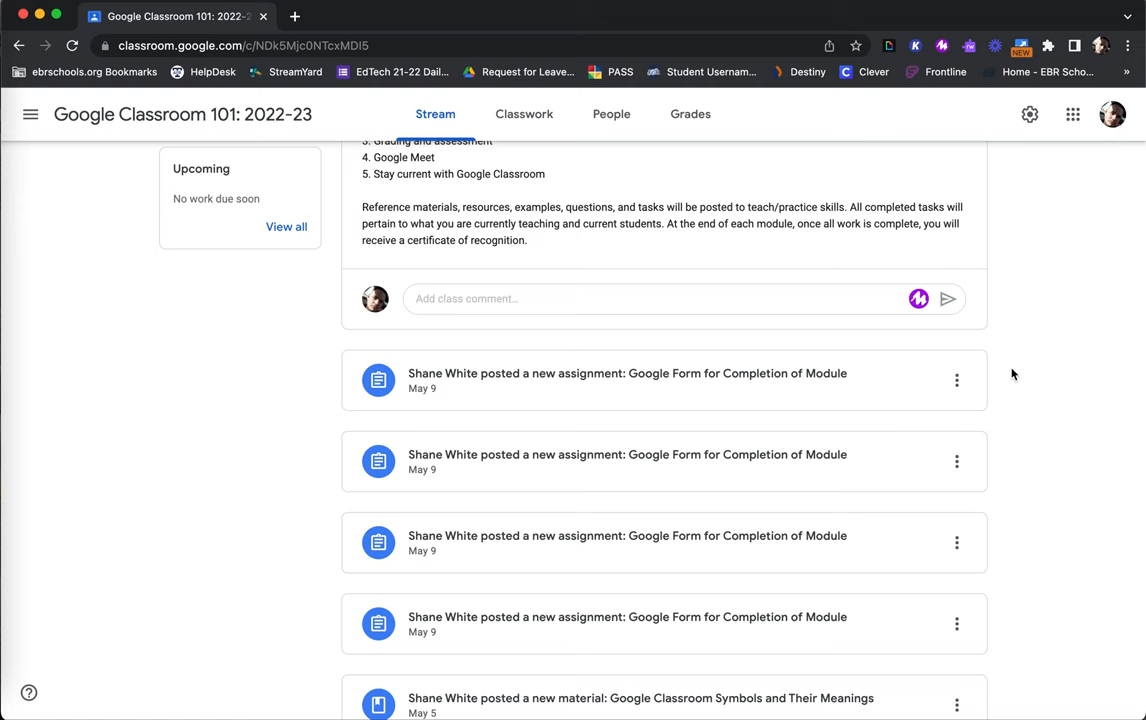 Google Classroom 101: 2022-2
classroom.google.com/c/NDk5Mjc0NTcxMDI5
NEW
ebrschools.org Bookmarks
HelpDesk
StreamYard
EdTech 21-22 Dail...
Request for Leave...
PASS
Student Usernam...
Destiny
Clever
Frontline
Home - EBR Scho...
Google Classroom 101: 2022-23
Stream
Classwork
People
Grades
Upcoming
No work due soon
View all
3. Grading and assessment
4. Google Meet
5. Stay current with Google Classroom
Reference materials, resources, examples, questions, and tasks will be posted to teach/practice skills. All completed tasks will
pertain to what you are currently teaching and current students. At the end of each module, once all work is complete, you will
receive a certificate of recognition.
Add class comment...
Shane White posted a new assignment: Google Form for Completion of Module
May 9
Shane White posted a new assignment: Google Form for Completion of Module
May 9
Shane White posted a new assignment: Google Form for Completion of Module
May 9
Shane White posted a new assignment: Google Form for Completion of Module
May 9
Shane White posted a new material: Google Classroom Symbols and Their Meanings
May 5